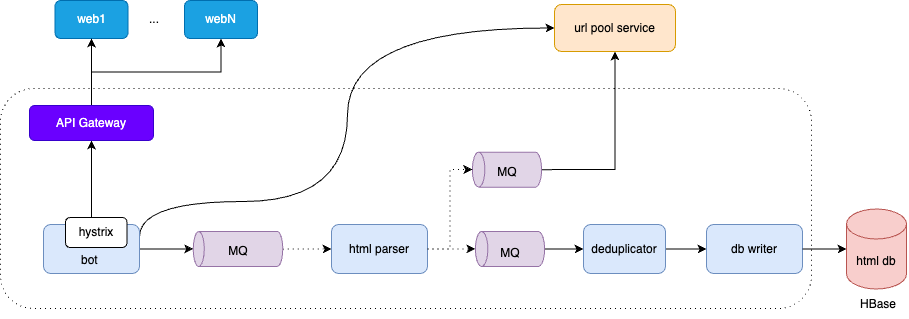 web1
...
webN
url pool service
API Gateway
MQ
hystrix
bot
MQ
html parser
MQ
deduplicator
db writer
html db
HBase